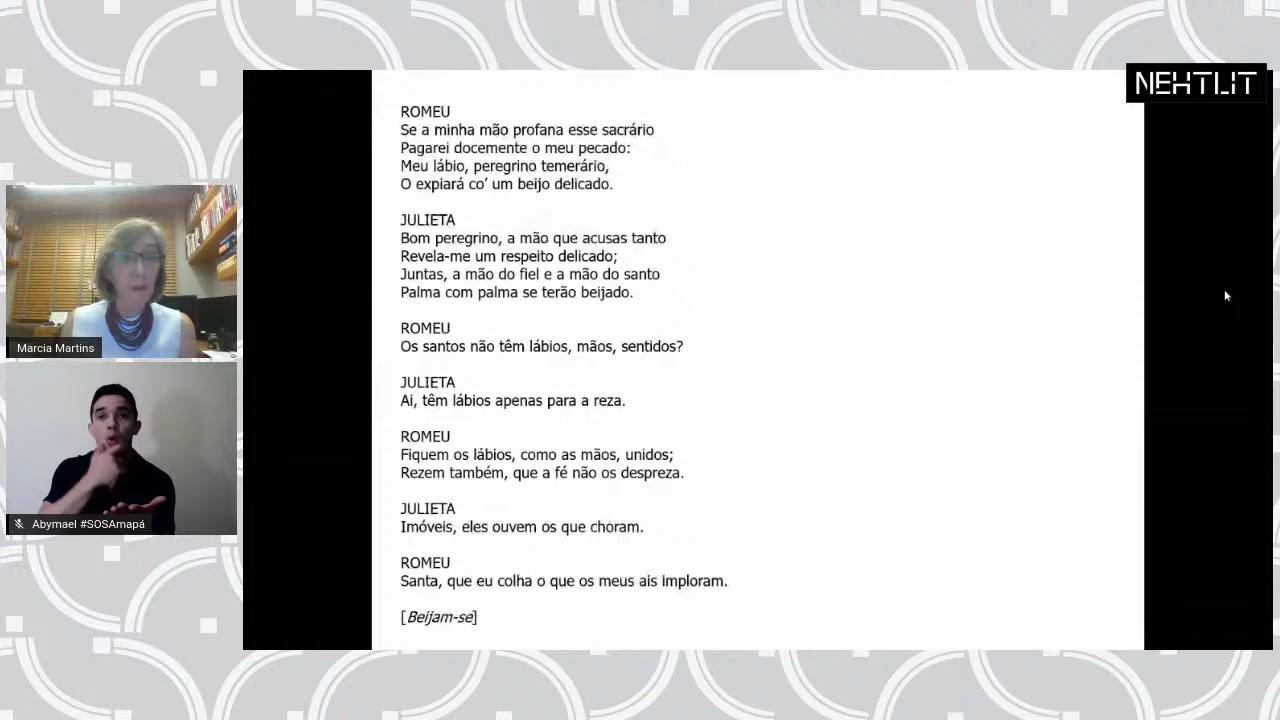 NEHTLIT
ROMEU
Se a minha mão profana esse sacrário
Pagarei docemente o meu pecado:
Meu lábio, peregrino temerário,
O expiará co’ um beijo delicado.
JULIETA
Bom peregrino, a mão que acusas tanto
Revela-me um respeito delicado;
Juntas, a mão do fiel e a mão do santo
Palma com palma se terão beijado.
ROMEU
Os santos não têm lábios, mãos, sentidos?
JULIETA
Ai, têm lábios apenas para a reza.
ROMEU
Fiquem os lábios, como as mãos, unidos;
Rezem também, que a fé não os despreza.
JULIETA
Imóveis, eles ouvem os que choram.
ROMEU
Santa, que eu colha o que os meus ais imploram.
[Beijam-se]
Marcia Martins
Abymael #SOSAmapá